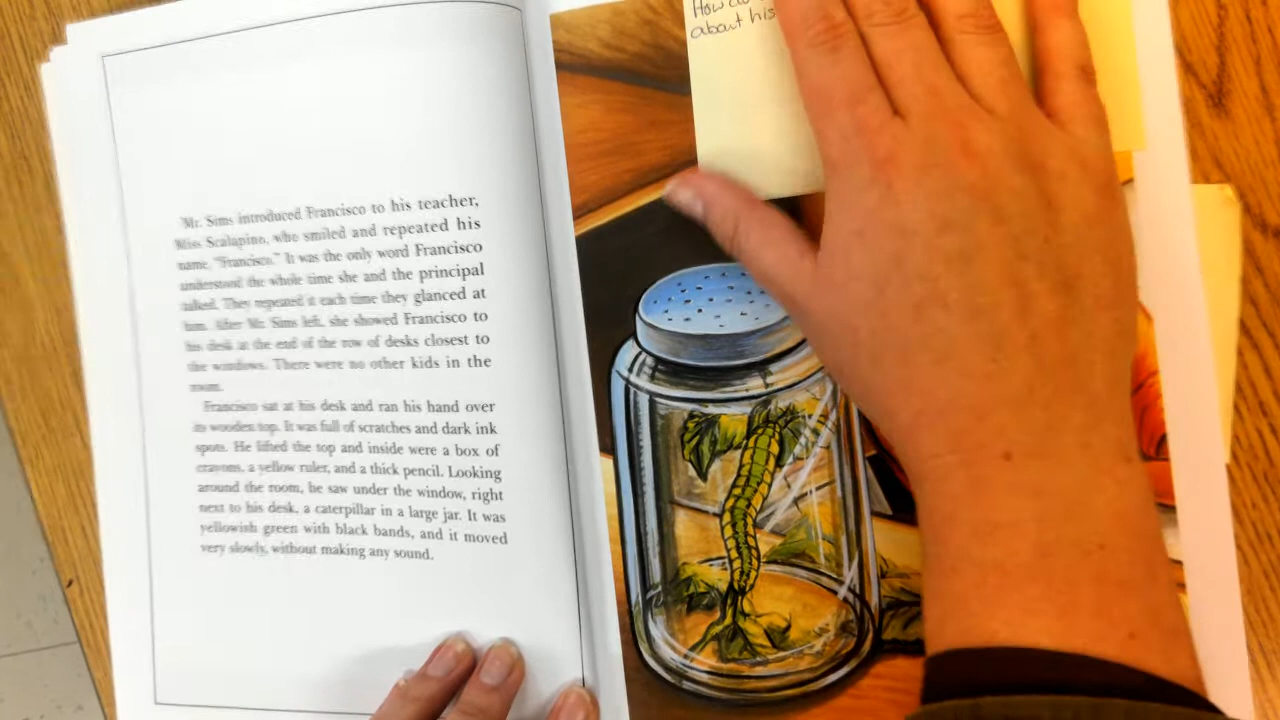 Mr. Sims introduced Francisco to his teacher,
Miss Scalapino, who smiled and repeated his
name, "Francisco." It was the only word Francisco
understood the whole time she and the principal
talked. They repeated it each time they glanced at
him. After Mr. Sims left, she showed Francisco to
his desk at the end of the row of desks closest to
the windows. There were no other kids in the
room.
Francisco sat at his desk and ran his hand over
its wooden top. It was full of scratches and dark ink
spots. He lifted the top and inside were a box of
crayons, a yellow ruler, and a thick pencil. Looking
around the room, he saw under the window, right
next to his desk, a caterpillar in a large jar. It was
yellowish green with black bands, and it moved
very slowly, without making any sound.
How do
about his